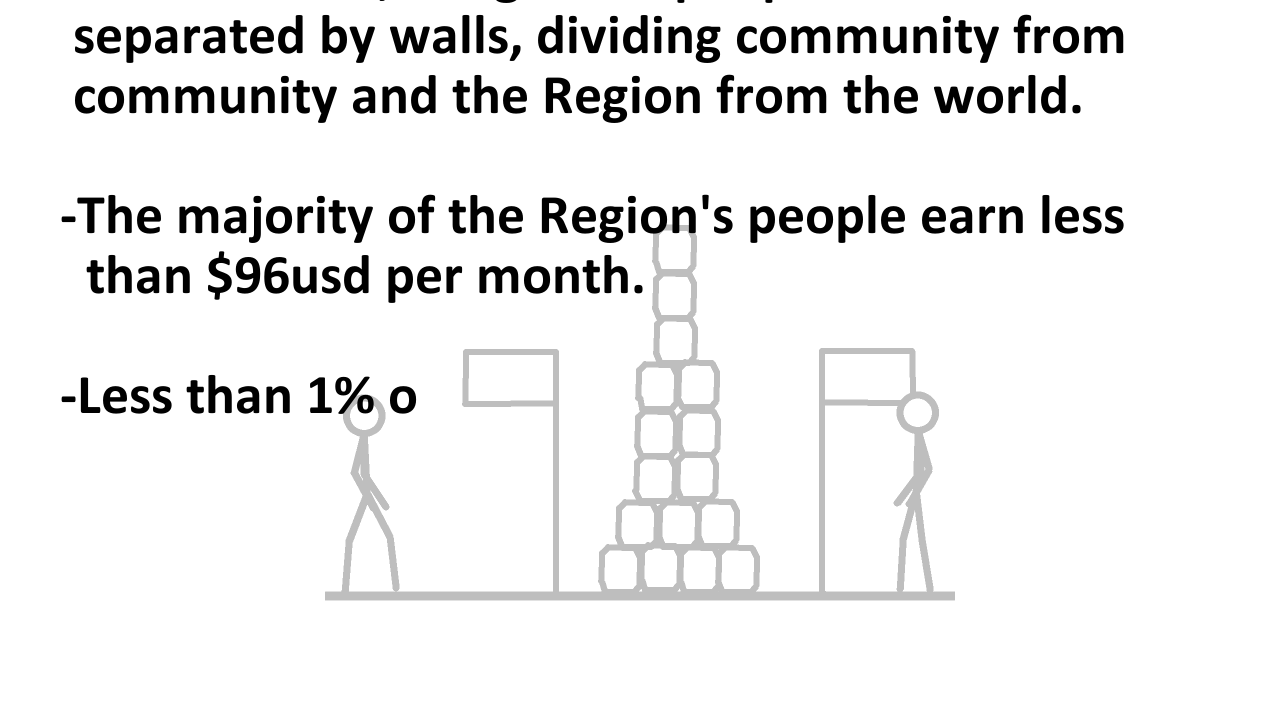 separated by walls, dividing community from
community and the Region from the world.
-The majority of the Region's people earn less
than $96usd per month.
-Less than 1% o